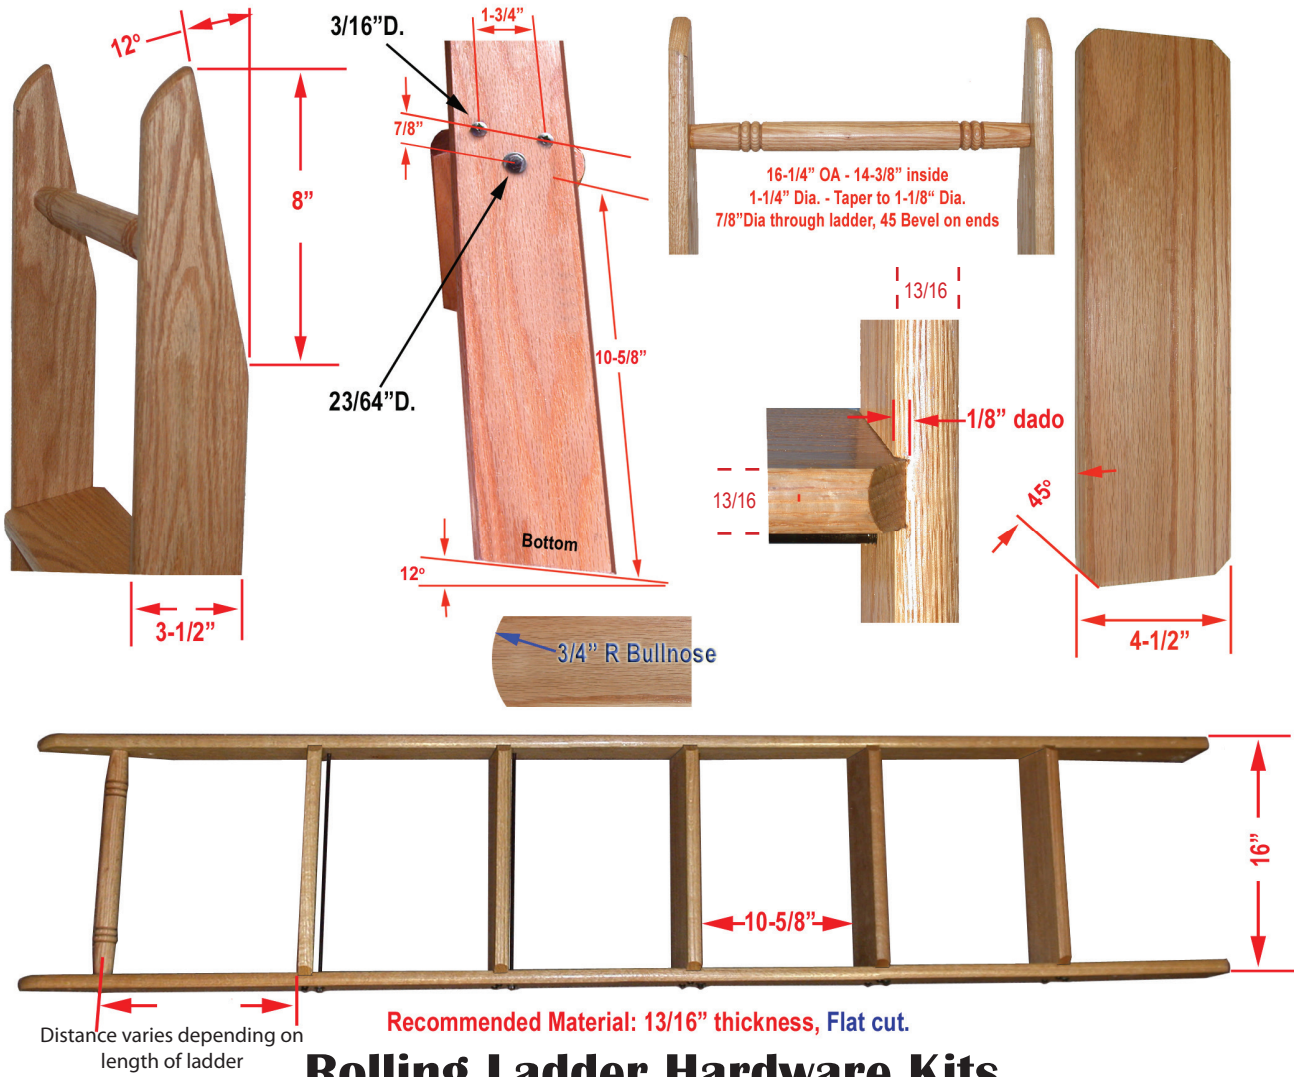 12º
8”
3-1/2”
3/16”D.
1-3/4”
7/8”
23/64”D.
10-5/8”
Bottom
12º
16-1/4” OA - 14-3/8” inside
1-1/4” Dia. - Taper to 1-1/8“ Dia.
7/8”Dia through ladder, 45 Bevel on ends
13/16
1/8” dado
13/16
45º
4-1/2”
3/4” R Bullnose
10-5/8”
16”
Distance varies depending on
length of ladder
Recommended Material: 13/16” thickness, Flat cut.
Rolling Ladder Hardware Kits